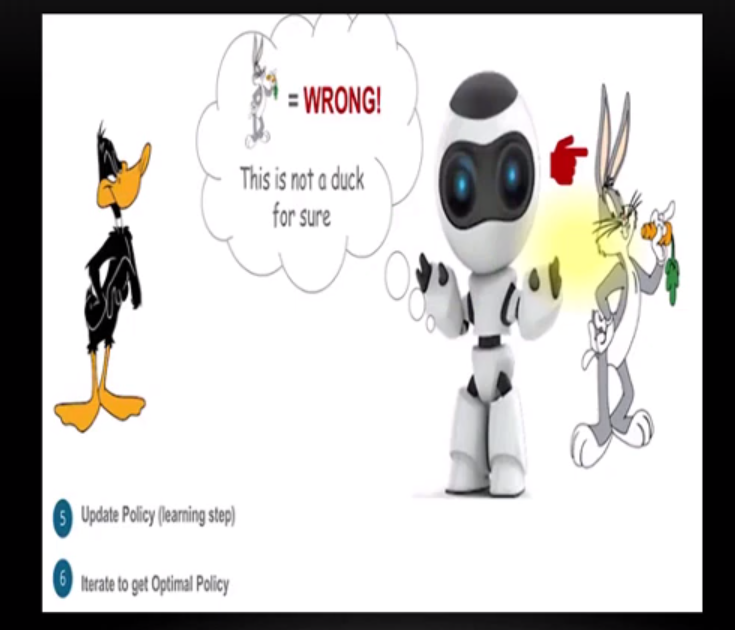 = WRONG!
This is not a duck
for sure
5 Update Policy (learning step)
6 Iterate to get Optimal Policy